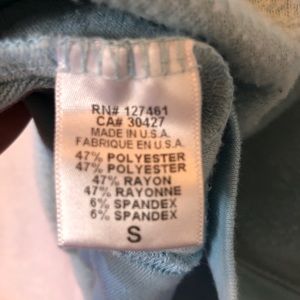 RN# 127461
CA# 30427
MADE IN U.S.A.
FABRIQUE EN U.S.A.
47% POLYESTER
47% POLYESTER
47% RAYON
47% RAYONNE
6% SPANDEX
6% SPANDEX
S